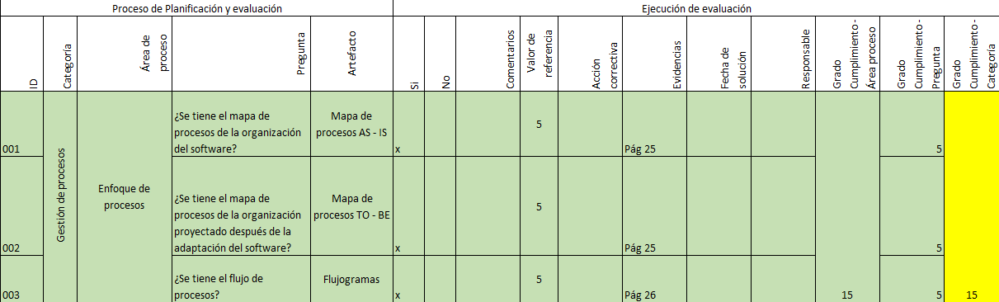 Proceso de Planificación y evaluación
Ejecución de evaluación
ID
Categoría
Área de
proceso
Pregunta
Artefacto
Si
No
Comentarios
Valor de
referencia
Acción
correctiva
Evidencias
Fecha de
solución
Responsable
Grado
Cumplimiento -
Área proceso
Grado
Cumplimiento -
Pregunta
Grado
Cumplimiento -
Categoría
001
Gestión de procesos
Enfoque de
procesos
¿Se tiene el mapa de
procesos de la organización
del software?
Mapa de
procesos AS - IS
x
5
Pág 25
5
002
¿Se tiene el mapa de
procesos de la organización
proyectado después de la
adaptación del software?
Mapa de
procesos TO - BE
x
5
Pág 25
5
003
¿Se tiene el flujo de
procesos?
Flujogramas
x
5
Pág 26
15
5
15